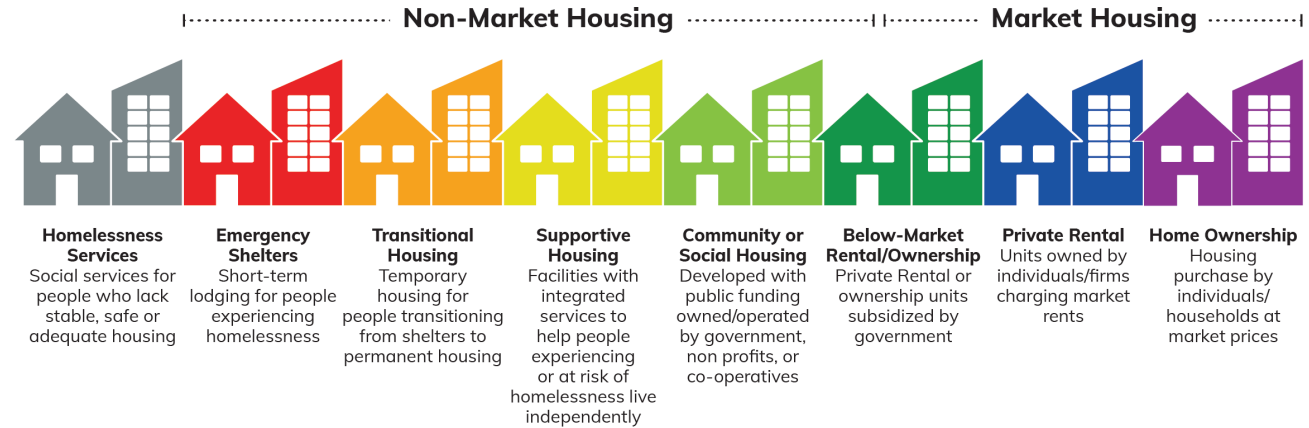 Non-Market Housing
Market Housing
Homelessness
Services
Social services for
people who lack
stable, safe or
adequate housing
Emergency
Shelters
Short-term
lodging for people
experiencing
homelessness
Transitional
Housing
Temporary
housing for
people transitioning
from shelters to
permanent housing
Supportive
Housing
Facilities with
integrated
services to
help people
experiencing
or at risk of
homelessness live
independently
Community or
Social Housing
Developed with
public funding
owned/operated
by government,
non profits, or
co-operatives
Below-Market
Rental/Ownership
Private Rental or
ownership units
subsidized by
government
Private Rental
Units owned by
individuals/firms
charging market
rents
Home Ownership
Housing
purchase by
individuals/
households at
market prices